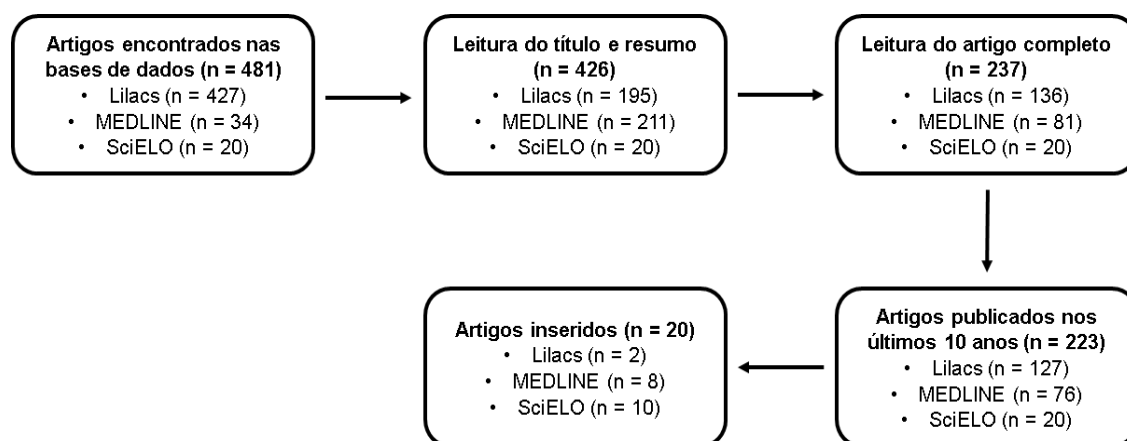 Artigos encontrados nas
bases de dados (n = 481)
• Lilacs (n = 427)
• MEDLINE (n = 34)
• SciELO (n = 20)
Leitura do título e resumo
(n = 426)
• Lilacs (n = 195)
• MEDLINE (n = 211)
• SciELO (n = 20)
Leitura do artigo completo
(n = 237)
• Lilacs (n = 136)
• MEDLINE (n = 81)
• SciELO (n = 20)
Artigos publicados nos
últimos 10 anos (n = 223)
• Lilacs (n = 127)
• MEDLINE (n = 76)
• SciELO (n = 20)
Artigos inseridos (n = 20)
• Lilacs (n = 2)
• MEDLINE (n = 8)
• SciELO (n = 10)